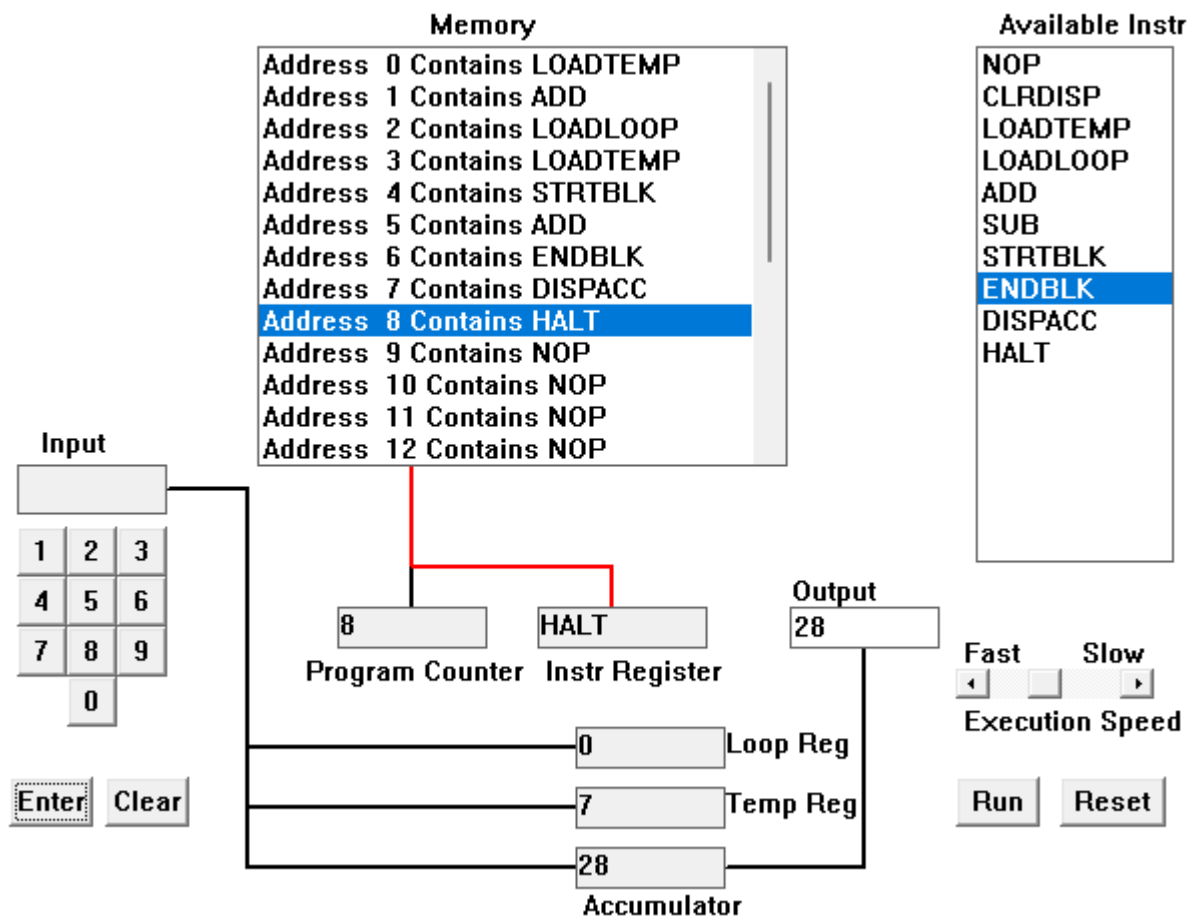 Memory
Address 0 Contains LOADTEMP
Address 1 Contains ADD
Address 2 Contains LOADLOOP
Address 3 Contains LOADTEMP
Address 4 Contains STRTBLK
Address 5 Contains ADD
Address 6 Contains ENDBLK
Address 7 Contains DISPACC
Address 8 Contains HALT
Address 9 Contains NOP
Address 10 Contains NOP
Address 11 Contains NOP
Address 12 Contains NOP
Available Instr
NOP
CLRDISP
LOADTEMP
LOADLOOP
ADD
SUB
STRTBLK
ENDBLK
DISPACC
HALT
Input
1 2 3
4 5 6
7 8 9
0
Enter Clear
8
Program Counter
HALT
Instr Register
Output
28
Fast Slow
Execution Speed
Run Reset
0 Loop Reg
7 Temp Reg
28
Accumulator